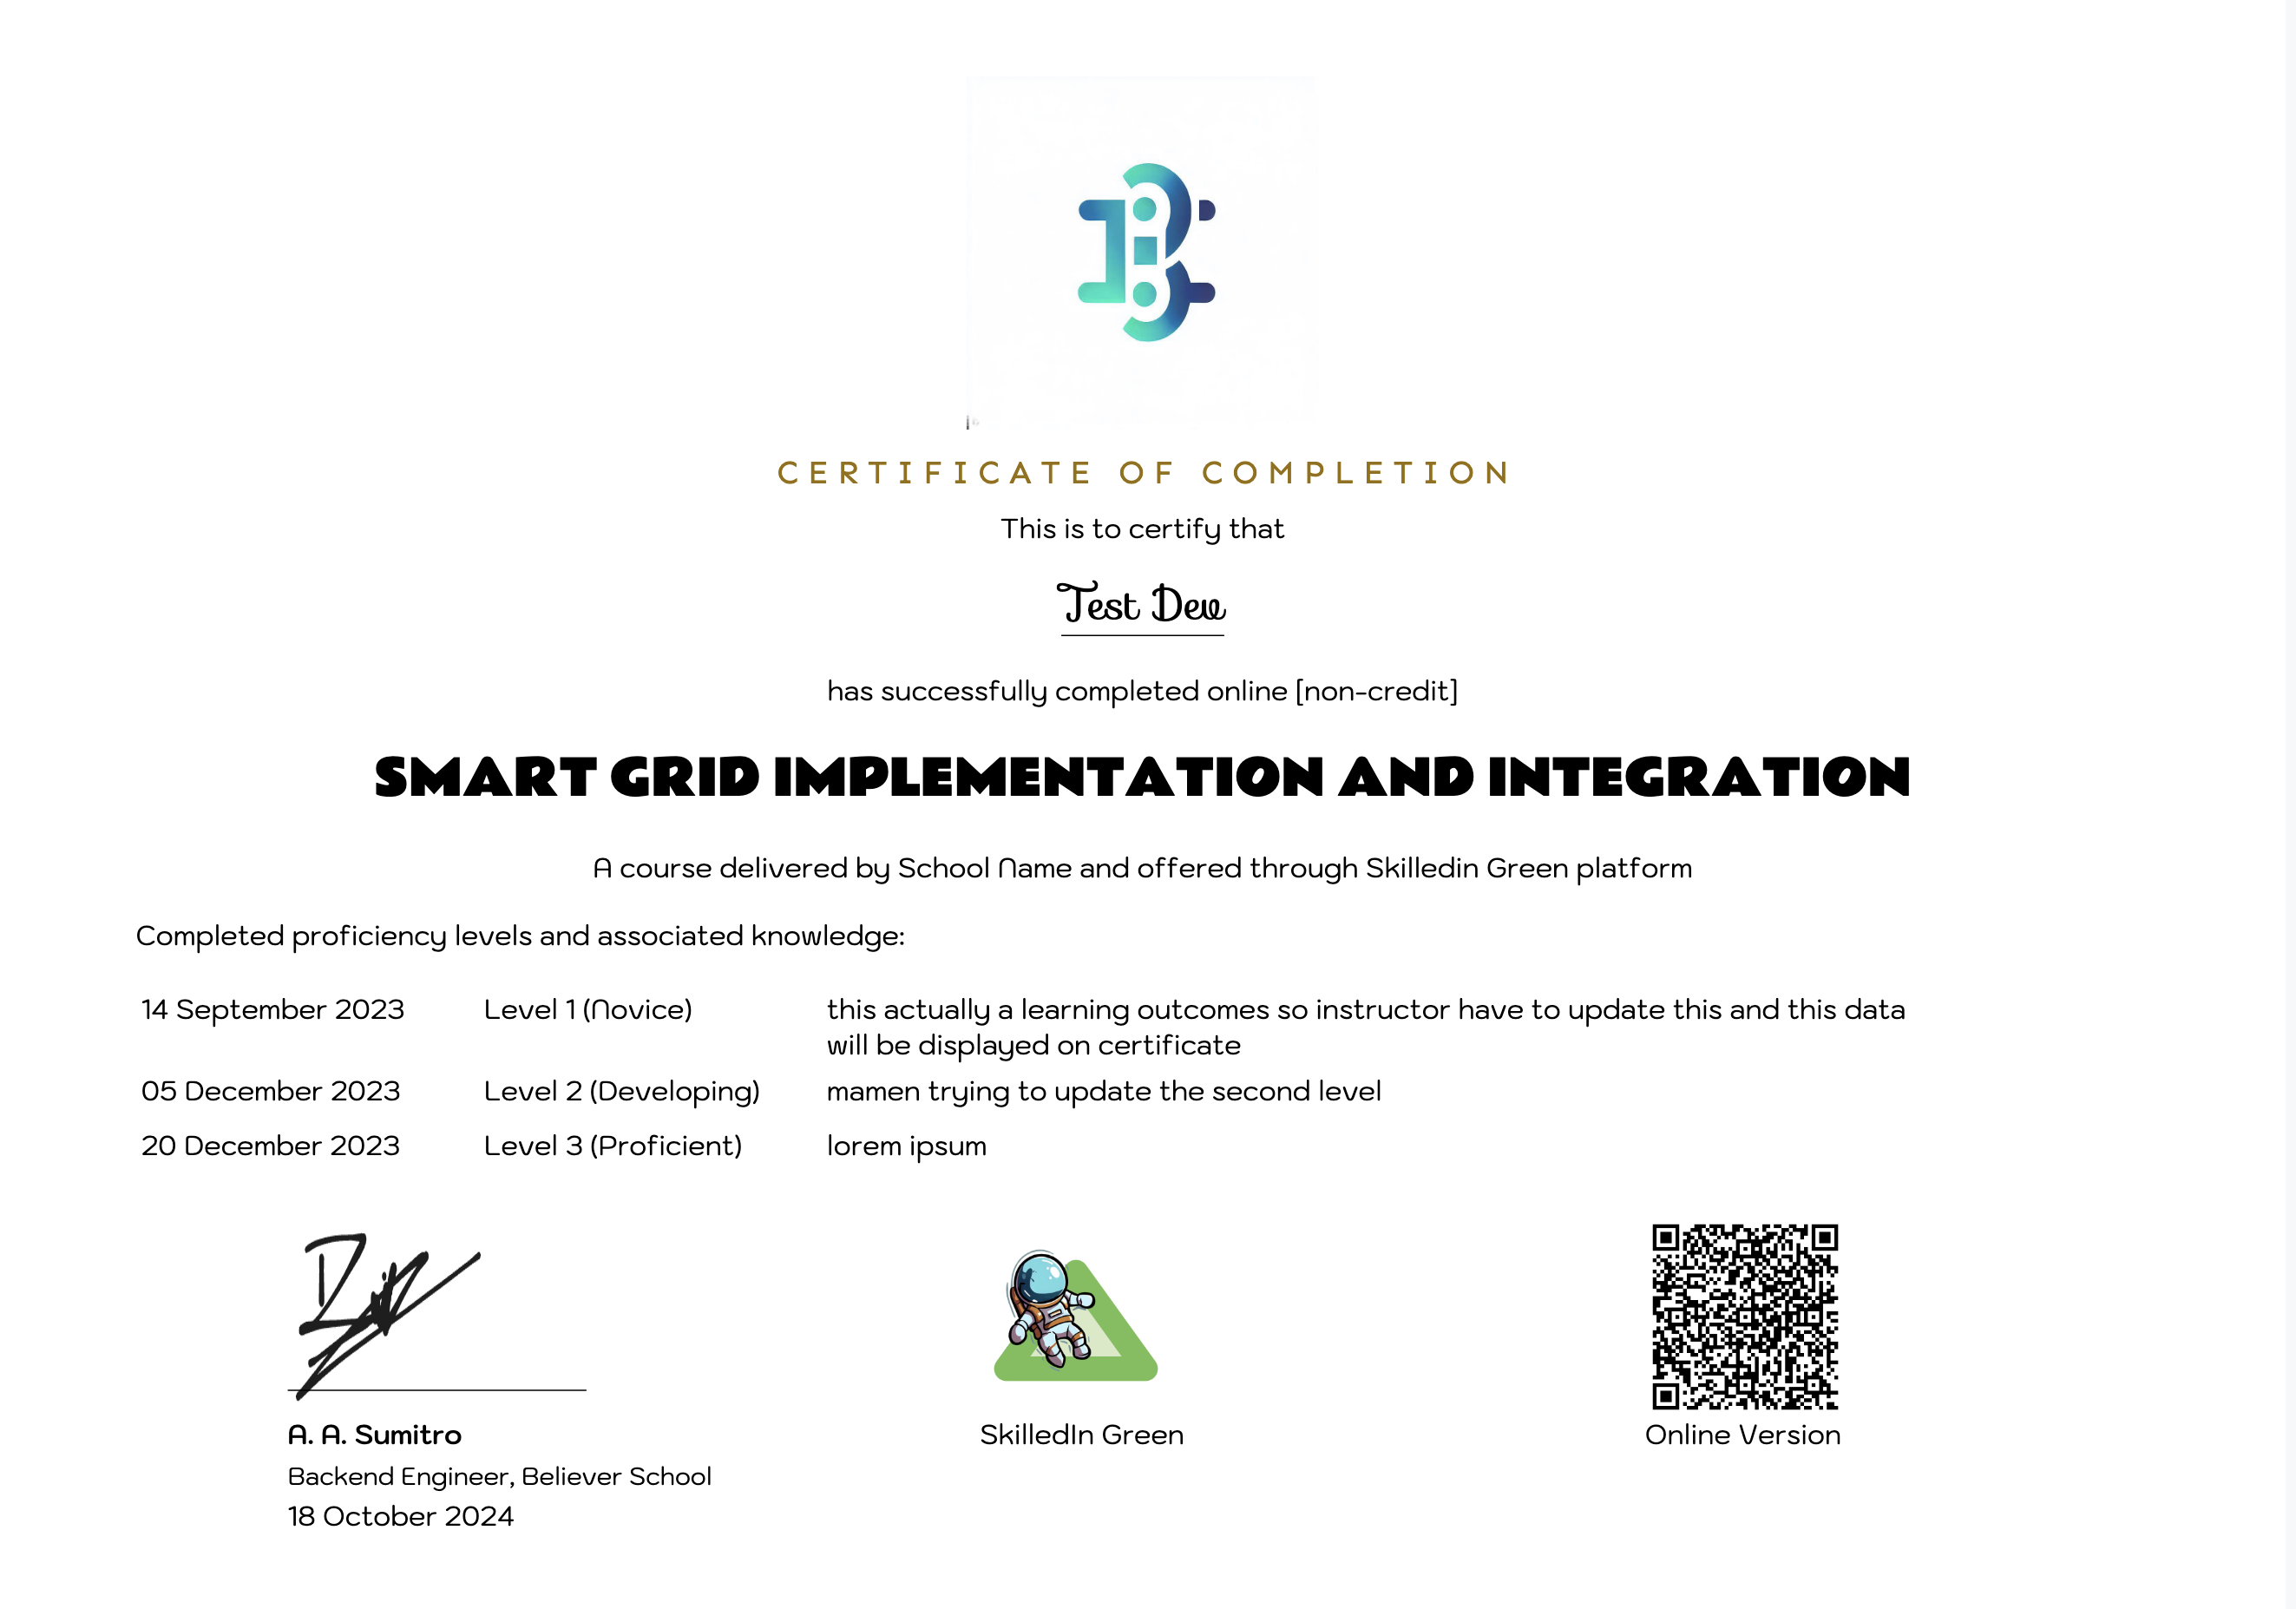 CERTIFICATE OF COMPLETION
This is to certify that
Test Dev
has successfully completed online [non-credit]
SMART GRID IMPLEMENTATION AND INTEGRATION
A course delivered by School Name and offered through Skilledin Green platform
Completed proficiency levels and associated knowledge:
14 September 2023 Level 1 (Novice) this actually a learning outcomes so instructor have to update this and this data
will be displayed on certificate
05 December 2023 Level 2 (Developing) mamen trying to update the second level
20 December 2023 Level 3 (Proficient) lorem ipsum
A. A. Sumitro
Backend Engineer, Believer School
18 October 2024
SkilledIn Green
Online Version